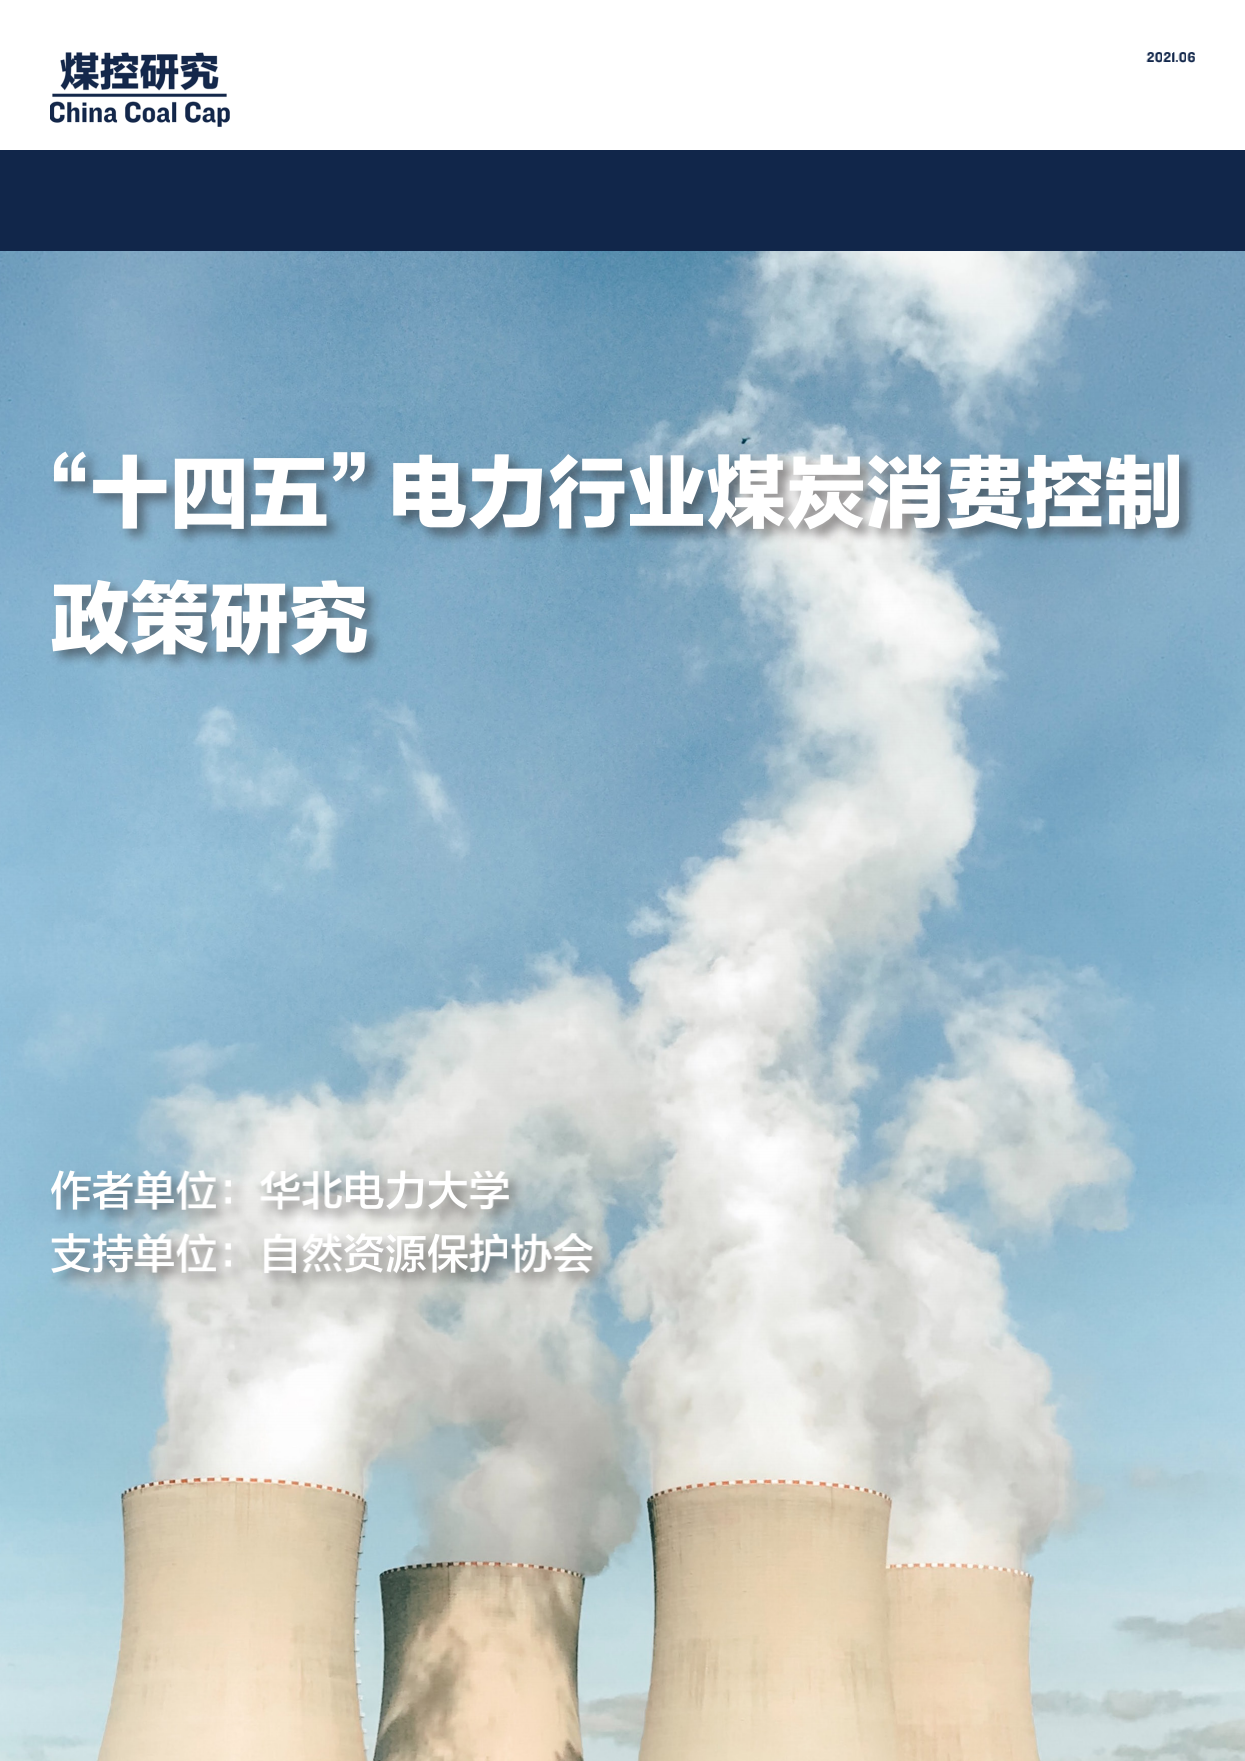 煤控研究
China Coal Cap
2021.06
“十四五”电力行业煤炭消费控制
政策研究
作者单位：华北电力大学
支持单位：自然资源保护协会